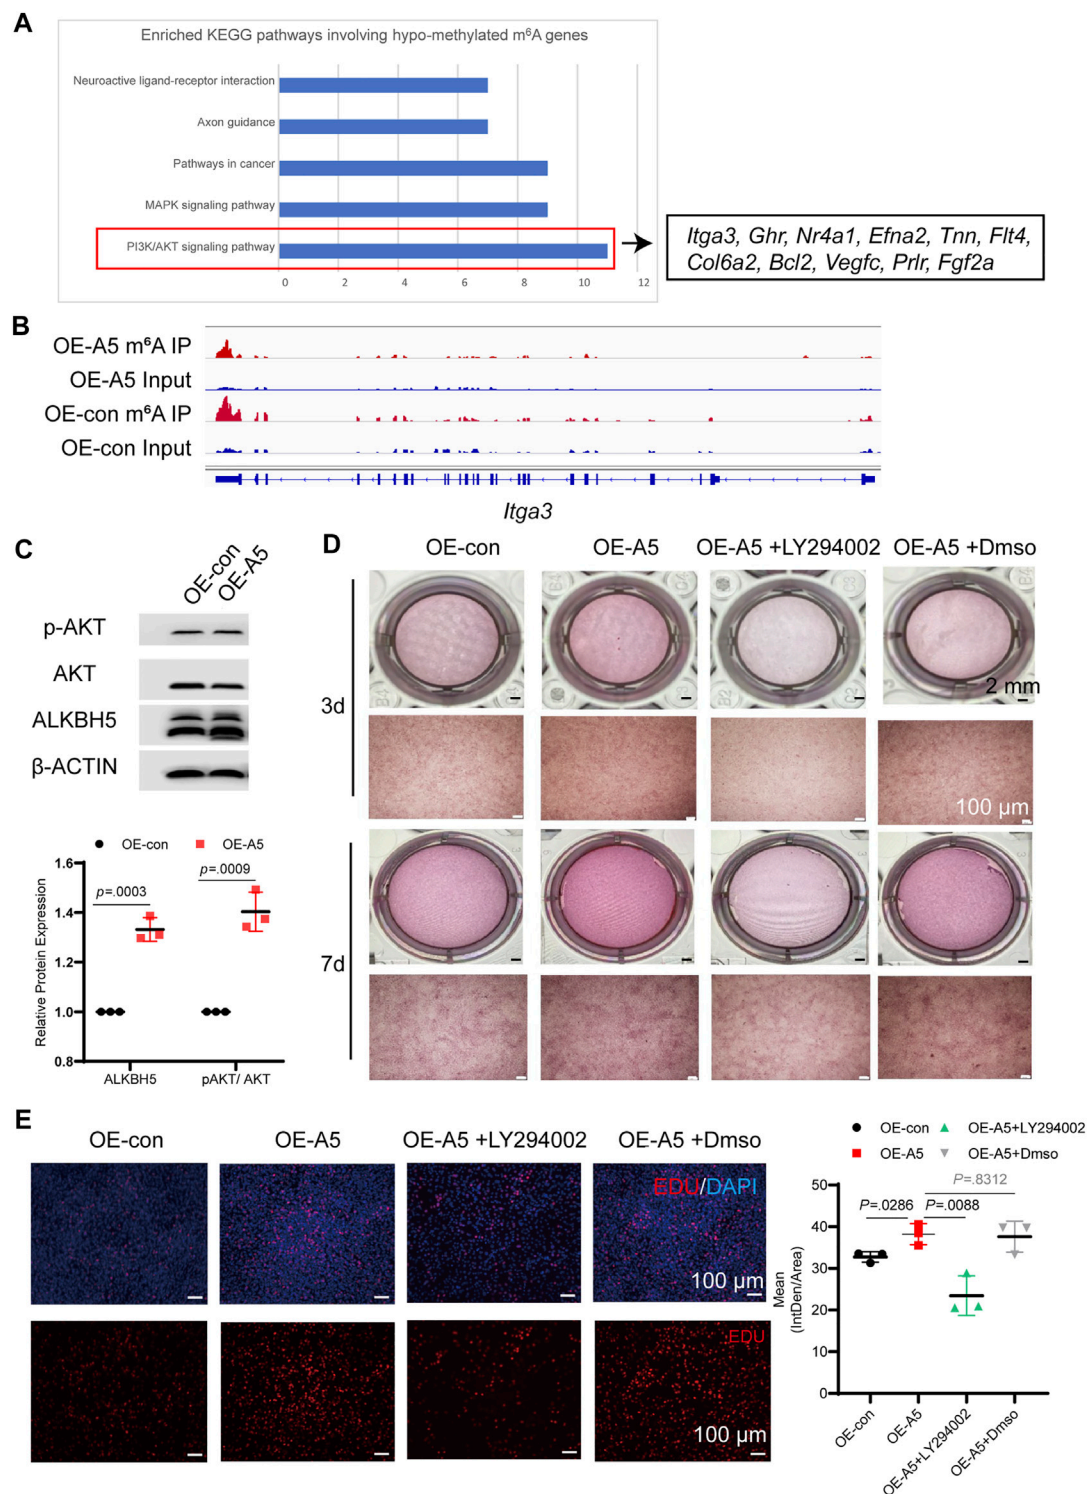 A
Enriched KEGG pathways involving hypo-methylated m⁶A genes
Neuroactive ligand-receptor interaction
Axon guidance
Pathways in cancer
MAPK signaling pathway
PI3K/AKT signaling pathway
0 2 4 6 8 10 12
Itga3, Ghr, Nr4a1, Efna2, Tnn, Flt4,
Col6a2, Bcl2, Vegfc, Prlr, Fgf2a
B
OE-A5 m⁶A IP
OE-A5 Input
OE-con m⁶A IP
OE-con Input
Itga3
C
OE-con
OE-A5
p-AKT
AKT
ALKBH5
β-ACTIN
OE-con OE-A5
Relative Protein Expression
1.6
1.4
1.2
1.0
0.8
p=.0003
p=.0009
ALKBH5 pAKT/ AKT
D
OE-con OE-A5 OE-A5 +LY294002 OE-A5 +Dmso
3d
2 mm
100 µm
7d
E
OE-con OE-A5 OE-A5 +LY294002 OE-A5 +Dmso
EDU/DAPI
100 µm
EDU
100 µm
OE-con OE-A5+LY294002
OE-A5 OE-A5+Dmso
Mean
(IntDen/Area)
50
40
30
20
10
0
P=.8312
P=.0286 P=.0088
OE-con
OE-A5
OE-A5+LY294002
OE-A5+Dmso